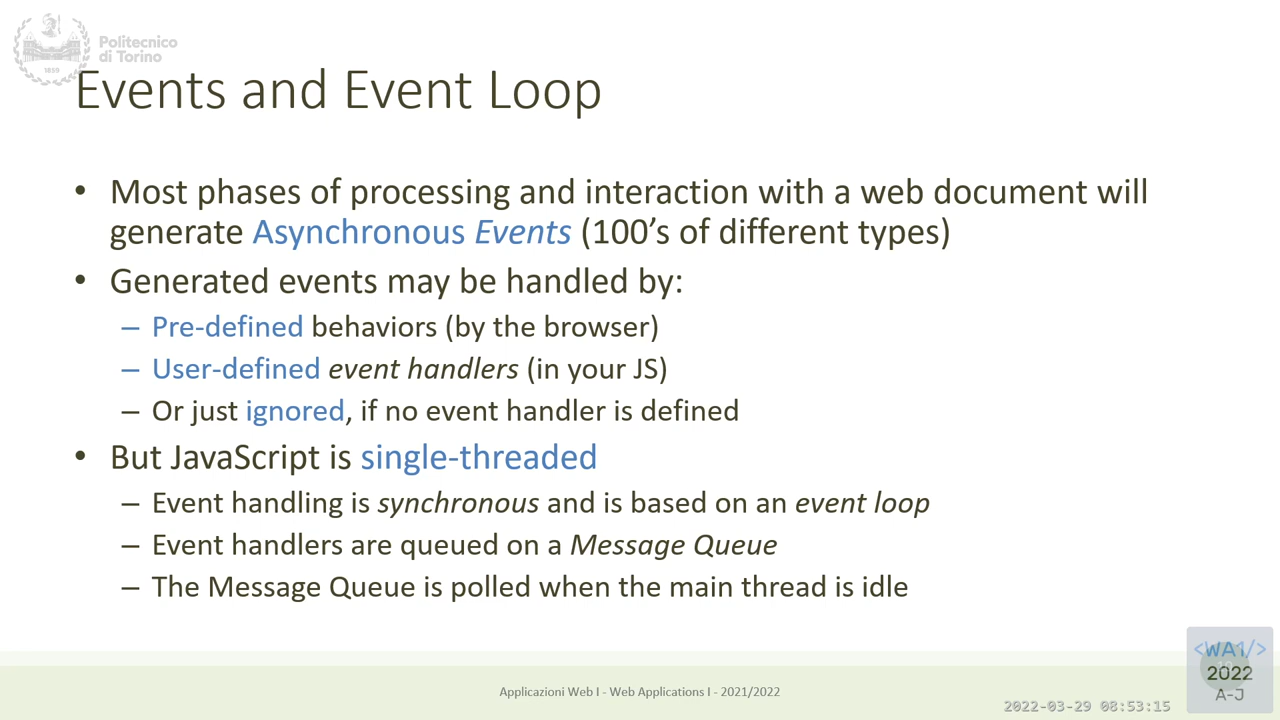 Politecnico
di Torino
1859
Events and Event Loop
• Most phases of processing and interaction with a web document will
generate Asynchronous Events (100’s of different types)
• Generated events may be handled by:
– Pre-defined behaviors (by the browser)
– User-defined event handlers (in your JS)
– Or just ignored, if no event handler is defined
• But JavaScript is single-threaded
– Event handling is synchronous and is based on an event loop
– Event handlers are queued on a Message Queue
– The Message Queue is polled when the main thread is idle
Applicazioni Web I - Web Applications I - 2021/2022
2022-03-29 08:53:15
<WA1/>
2022
A-J